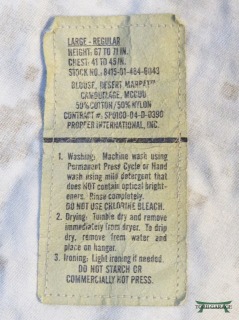 LARGE - REGULAR
HEIGHT: 67 TO 71 IN.
CHEST: 41 TO 45 IN.
STOCK NO.: 8415-01-484-6043
BLOUSE, DESERT MARPAT™
CAMOUFLAGE, MCCUU
50% COTTON / 50% NYLON
CONTRACT #: SPO100-04-D-0390
PROPPER INTERNATIONAL, INC.
1. Washing: Machine wash using
Permanent Press Cycle or Hand
wash using mild detergent that
does NOT contain optical bright-
eners. Rinse completely.
DO NOT USE CHLORINE BLEACH.
2. Drying: Tumble dry and remove
immediately from dryer. To drip
dry, remove from water and
place on hanger.
3. Ironing: Light ironing if needed.
DO NOT STARCH OR
COMMERCIALLY HOT PRESS.